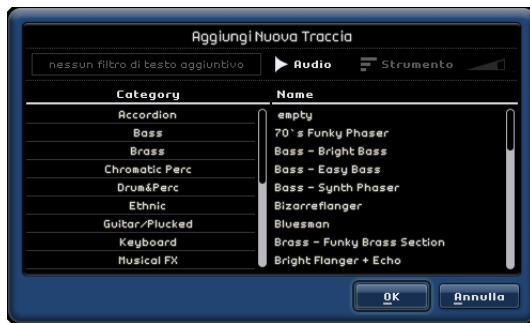 Aggiungi Nuova Traccia
nessun filtro di testo aggiuntivo Audio Strumento
Category Name
Accordion empty
Bass 70`s Funky Phaser
Brass Bass - Bright Bass
Chromatic Perc Bass - Easy Bass
Drum&Perc Bass - Synth Phaser
Ethnic Bizarreflanger
Guitar/Plucked Bluesman
Keyboard Brass - Funky Brass Section
Musical FX Bright Flanger + Echo
OK Annulla